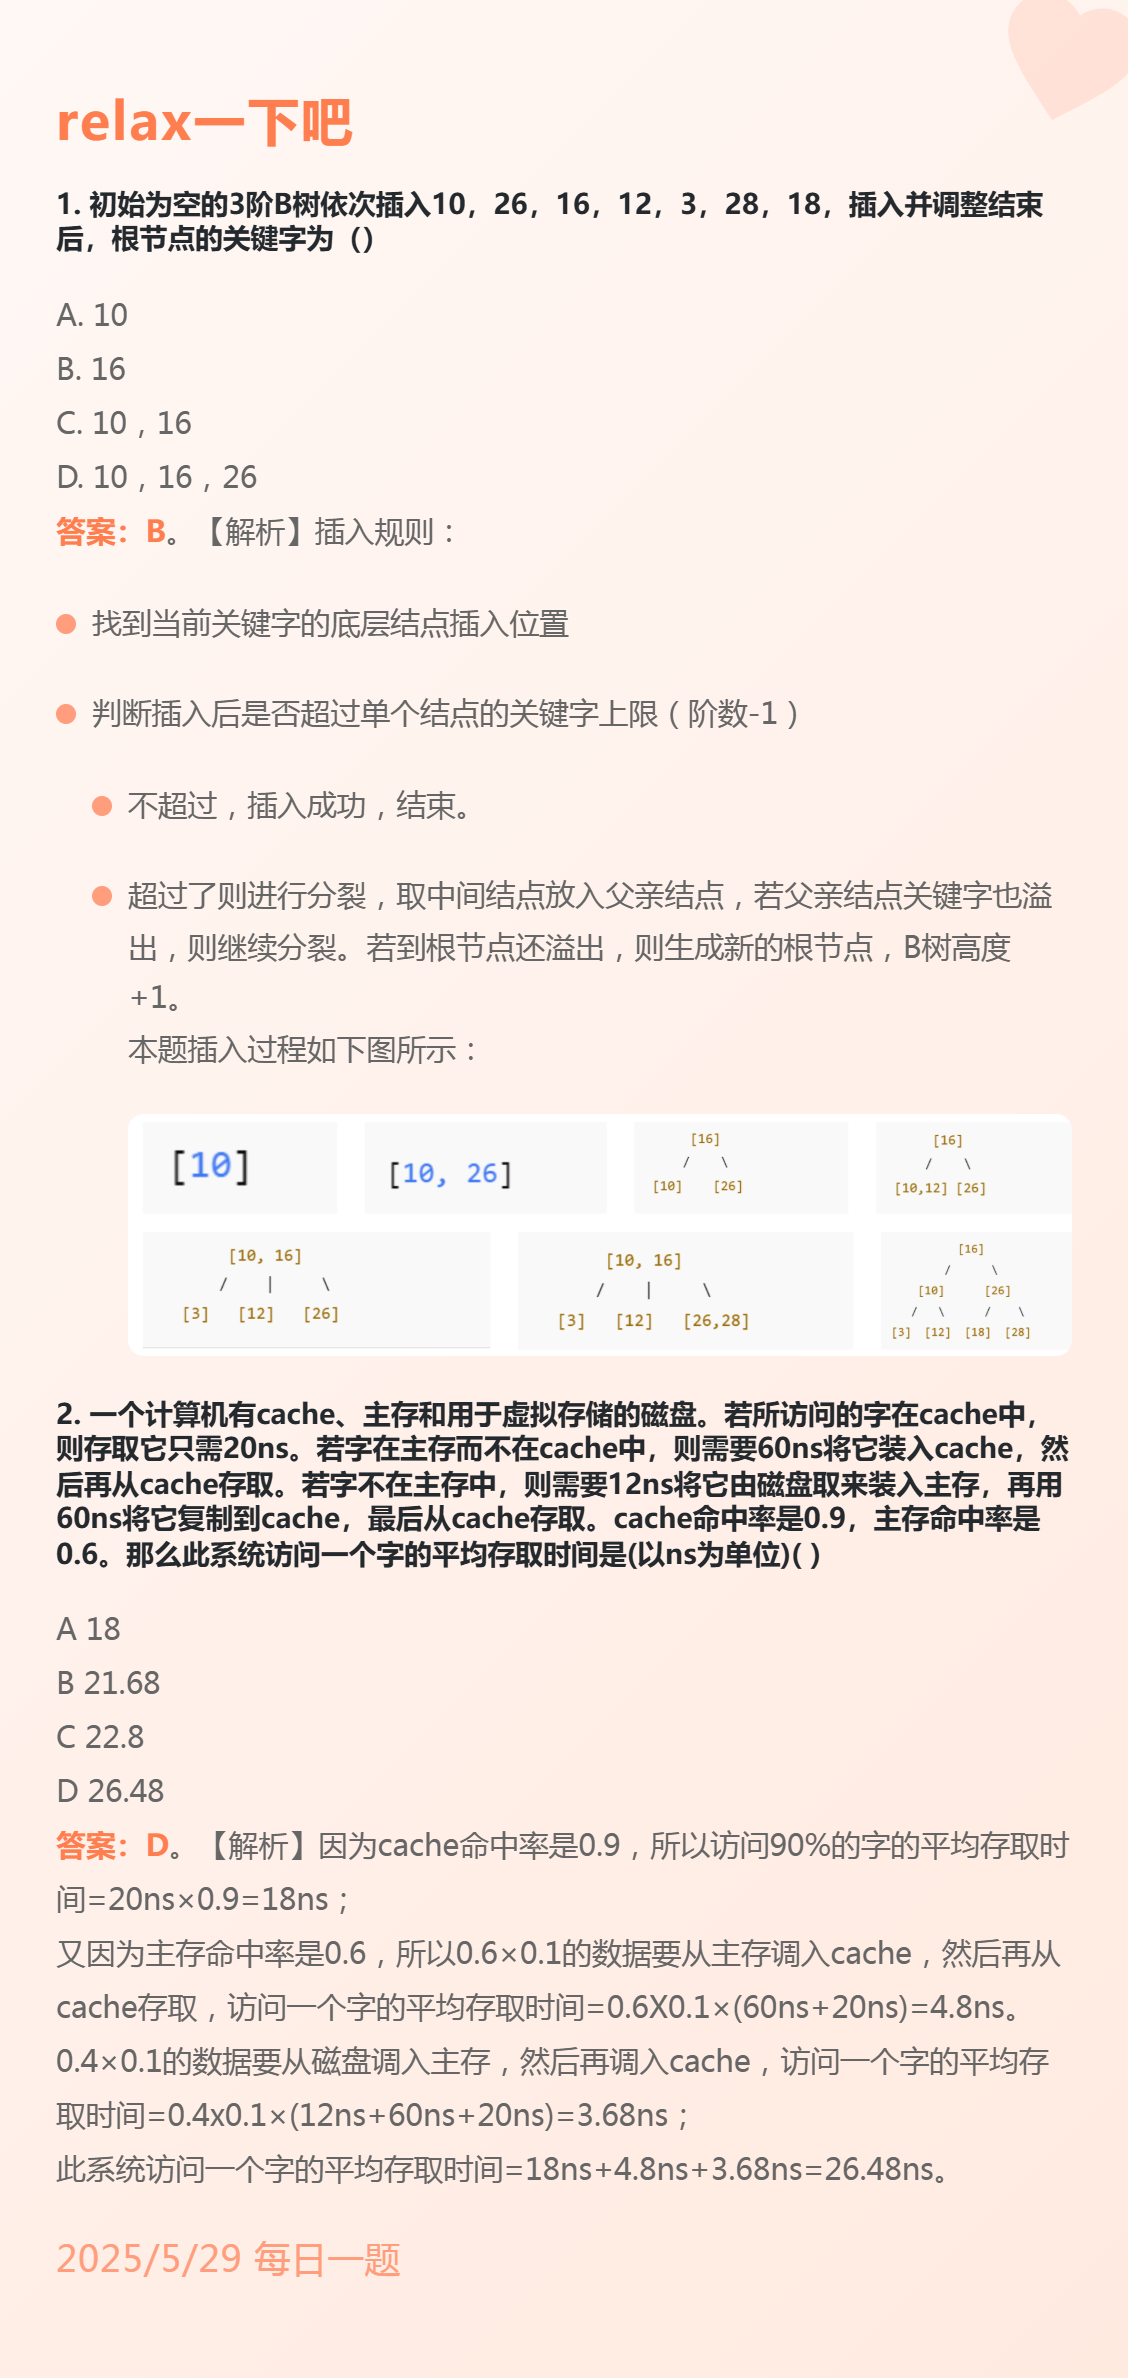 relax一下吧
1. 初始为空的3阶B树依次插入10，26，16，12，3，28，18，插入并调整结束
后，根节点的关键字为（）
A. 10
B. 16
C. 10，16
D. 10，16，26
答案：B。【解析】插入规则：
找到当前关键字的底层结点插入位置
判断插入后是否超过单个结点的关键字上限（阶数-1）
不超过，插入成功，结束。
超过了则进行分裂，取中间结点放入父亲结点，若父亲结点关键字也溢
出，则继续分裂。若到根节点还溢出，则生成新的根节点，B树高度
+1。
本题插入过程如下图所示：
[10]
[10, 26]
[16]
/ \
[10] [26]
[16]
/ \
[10,12] [26]
[10, 16]
/ | \
[3] [12] [26]
[10, 16]
/ | \
[3] [12] [26,28]
[16]
/ \
[10] [26]
/ \ / \
[3] [12] [18] [28]
2. 一个计算机有cache、主存和用于虚拟存储的磁盘。若所访问的字在cache中，
则存取它只需20ns。若字在主存而不在cache中，则需要60ns将它装入cache，然
后再从cache存取。若字不在主存中，则需要12ns将它由磁盘取来装入主存，再用
60ns将它复制到cache，最后从cache存取。cache命中率是0.9，主存命中率是
0.6。那么此系统访问一个字的平均存取时间是(以ns为单位)( )
A 18
B 21.68
C 22.8
D 26.48
答案：D。【解析】因为cache命中率是0.9，所以访问90%的字的平均存取时
间=20ns×0.9=18ns；
又因为主存命中率是0.6，所以0.6×0.1的数据要从主存调入cache，然后再从
cache存取，访问一个字的平均存取时间=0.6X0.1×(60ns+20ns)=4.8ns。
0.4×0.1的数据要从磁盘调入主存，然后再调入cache，访问一个字的平均存
取时间=0.4x0.1×(12ns+60ns+20ns)=3.68ns；
此系统访问一个字的平均存取时间=18ns+4.8ns+3.68ns=26.48ns。
2025/5/29 每日一题